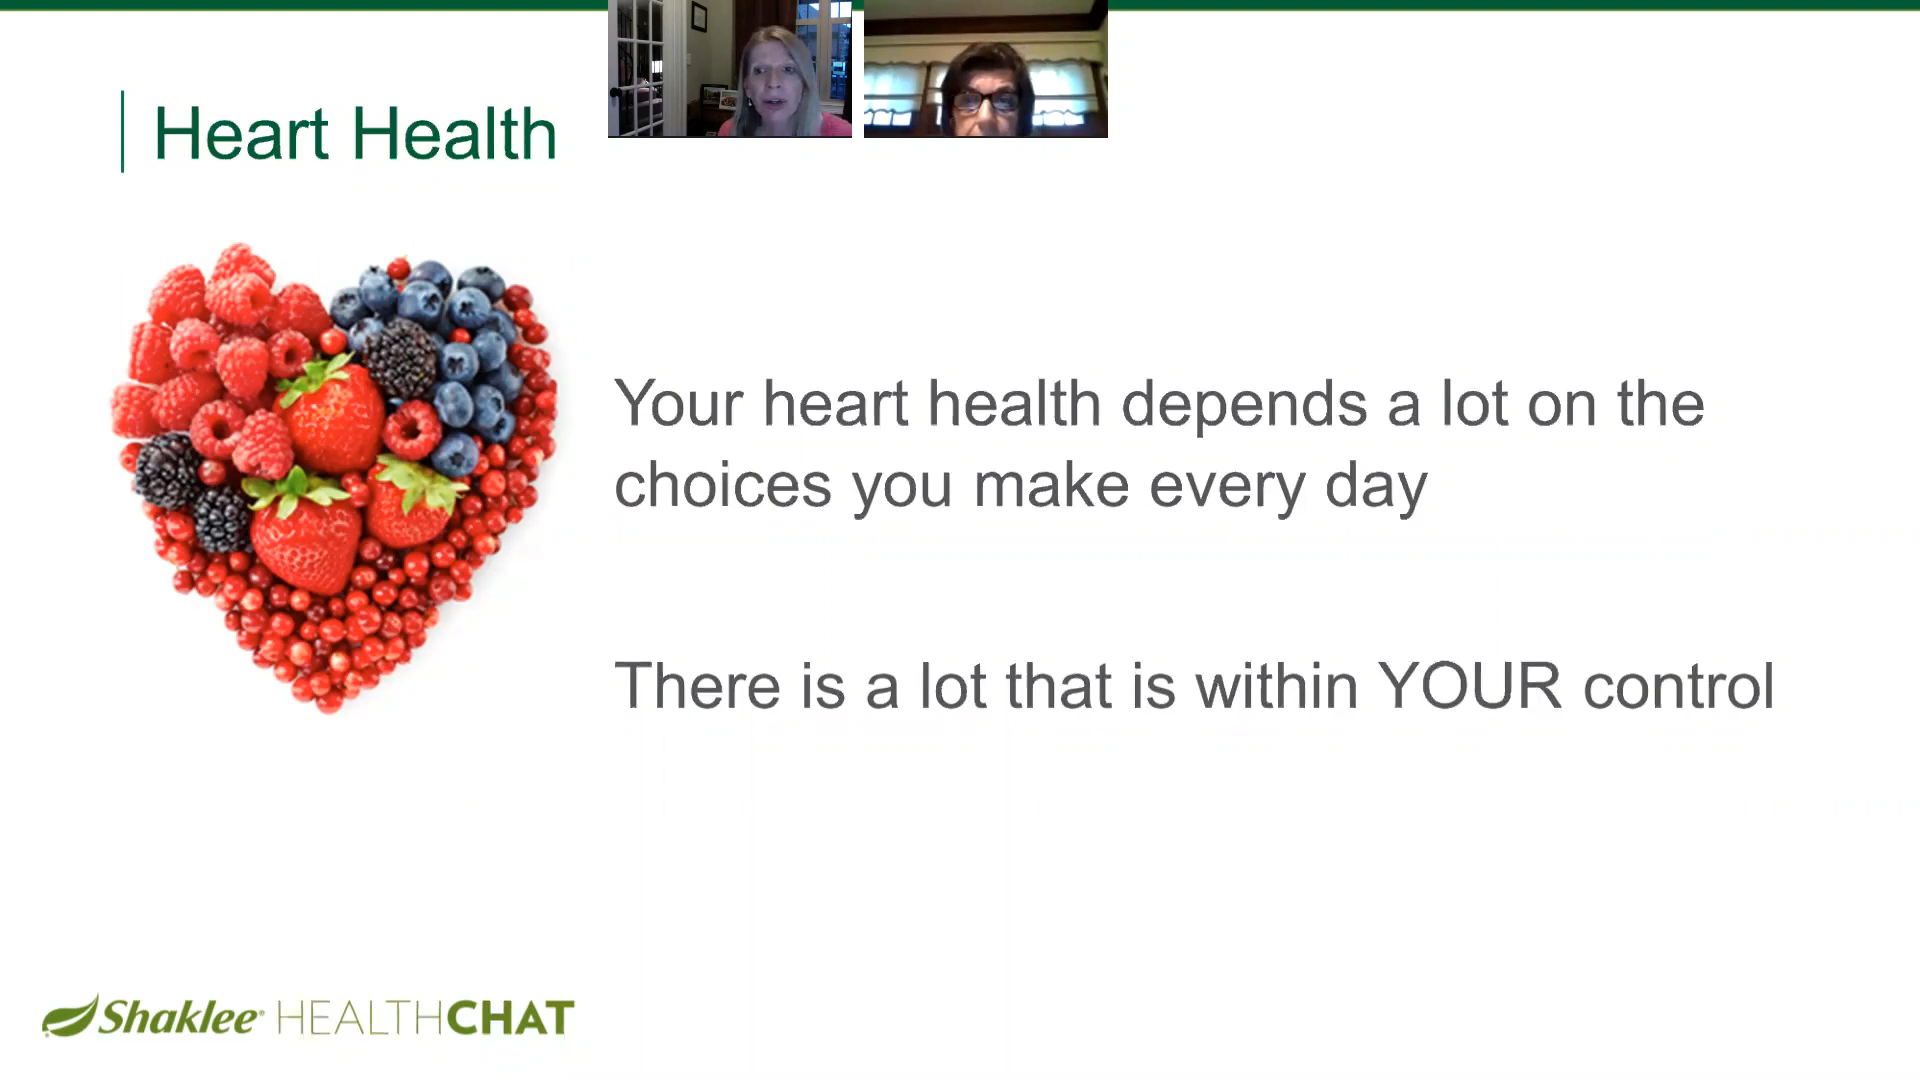 Heart Health
Your heart health depends a lot on the
choices you make every day
There is a lot that is within YOUR control
Shaklee® HEALTHCHAT